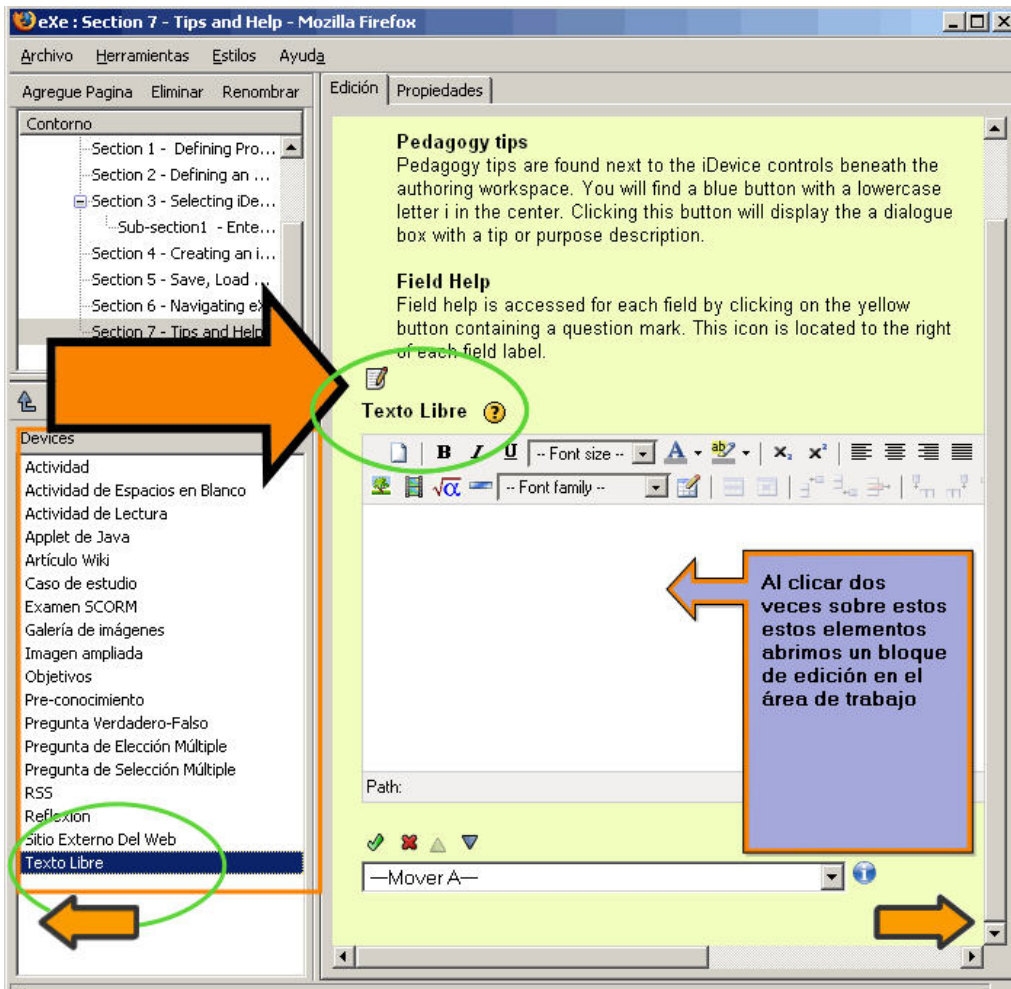 eXe : Section 7 - Tips and Help - Mozilla Firefox
Archivo Herramientas Estilos Ayuda
Agregue Pagina Eliminar Renombrar
Contorno
Section 1 - Defining Pro...
Section 2 - Defining an ...
Section 3 - Selecting iDe...
Sub-section1 - Ente...
Section 4 - Creating an i...
Section 5 - Save, Load ...
Section 6 - Navigating eX
Section 7 - Tips and Help
Devices
Actividad
Actividad de Espacios en Blanco
Actividad de Lectura
Applet de Java
Artículo Wiki
Caso de estudio
Examen SCORM
Galería de imágenes
Imagen ampliada
Objetivos
Pre-conocimiento
Pregunta Verdadero-Falso
Pregunta de Elección Múltiple
Pregunta de Selección Múltiple
RSS
Reflexión
Sitio Externo Del Web
Texto Libre
Edición Propiedades
Pedagogy tips
Pedagogy tips are found next to the iDevice controls beneath the
authoring workspace. You will find a blue button with a lowercase
letter i in the center. Clicking this button will display the a dialogue
box with a tip or purpose description.
Field Help
Field help is accessed for each field by clicking on the yellow
button containing a question mark. This icon is located to the right
of each field label.
Texto Libre ?
B I U -- Font size -- A ab x₂ x²
√α -- Font family --
Al clicar dos
veces sobre estos
estos elementos
abrimos un bloque
de edición en el
área de trabajo
Path:
—Mover A— i